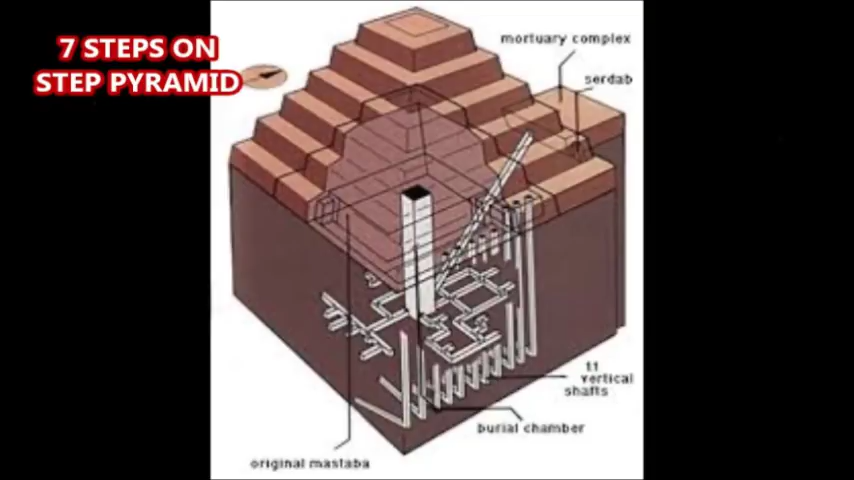 7 STEPS ON
STEP PYRAMID
mortuary complex
serdab
11
vertical
shafts
burial chamber
original mastaba